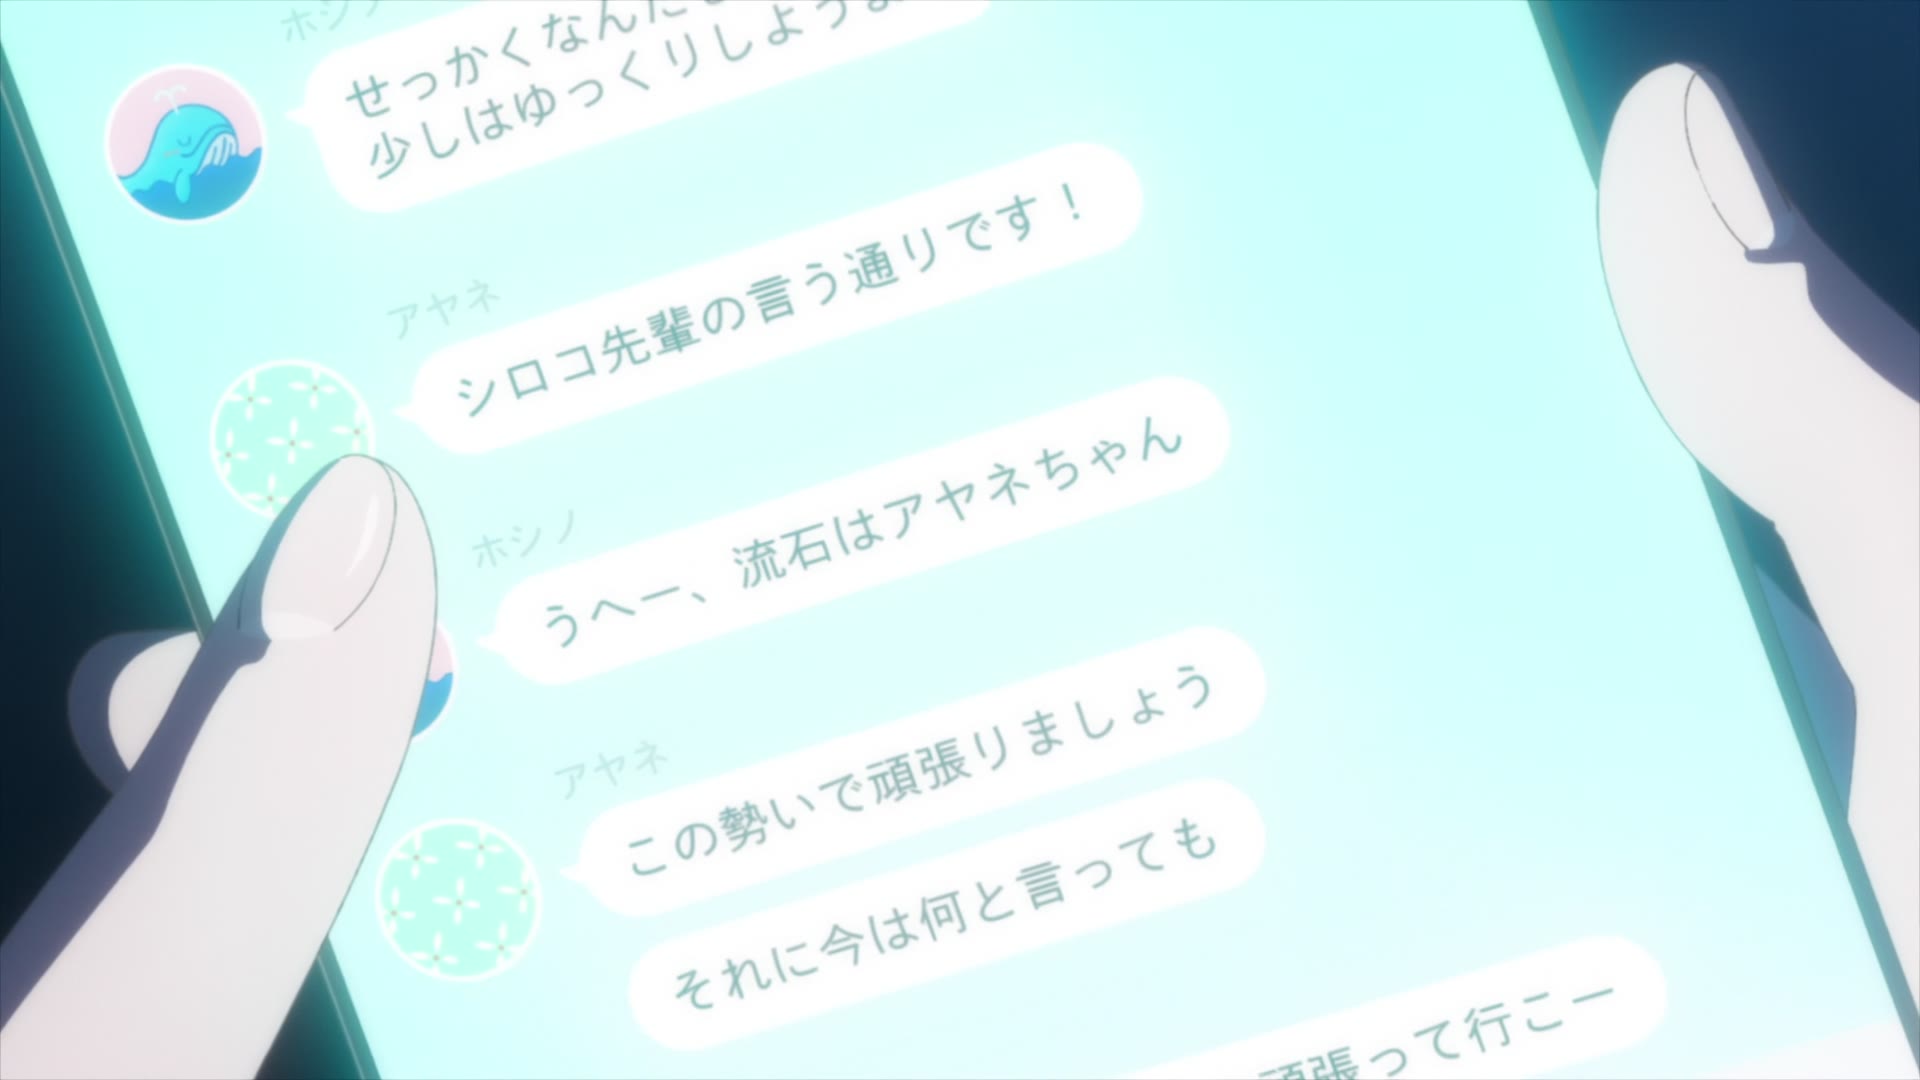 ホシノ
せっかくなんだし
少しはゆっくりしようよ
アヤネ
シロコ先輩の言う通りです！
ホシノ
うへー、流石はアヤネちゃん
アヤネ
この勢いで頑張りましょう
それに今は何と言っても
頑張って行こー